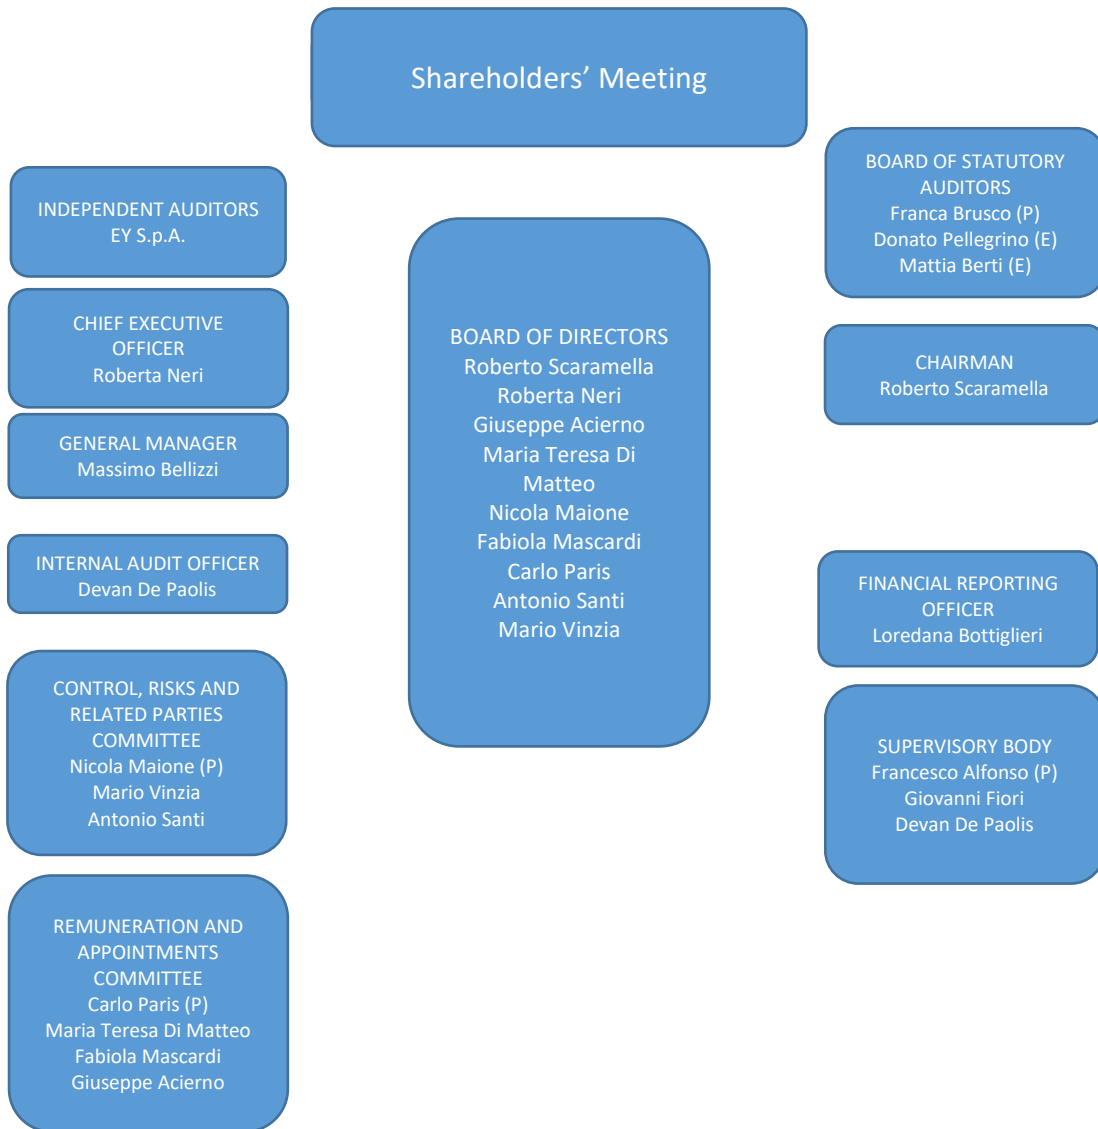 Shareholders’ Meeting
INDEPENDENT AUDITORS
EY S.p.A.
CHIEF EXECUTIVE
OFFICER
Roberta Neri
GENERAL MANAGER
Massimo Bellizzi
INTERNAL AUDIT OFFICER
Devan De Paolis
CONTROL, RISKS AND
RELATED PARTIES
COMMITTEE
Nicola Maione (P)
Mario Vinzia
Antonio Santi
REMUNERATION AND
APPOINTMENTS
COMMITTEE
Carlo Paris (P)
Maria Teresa Di Matteo
Fabiola Mascardi
Giuseppe Acierno
BOARD OF DIRECTORS
Roberto Scaramella
Roberta Neri
Giuseppe Acierno
Maria Teresa Di
Matteo
Nicola Maione
Fabiola Mascardi
Carlo Paris
Antonio Santi
Mario Vinzia
BOARD OF STATUTORY
AUDITORS
Franca Brusco (P)
Donato Pellegrino (E)
Mattia Berti (E)
CHAIRMAN
Roberto Scaramella
FINANCIAL REPORTING
OFFICER
Loredana Bottiglieri
SUPERVISORY BODY
Francesco Alfonso (P)
Giovanni Fiori
Devan De Paolis